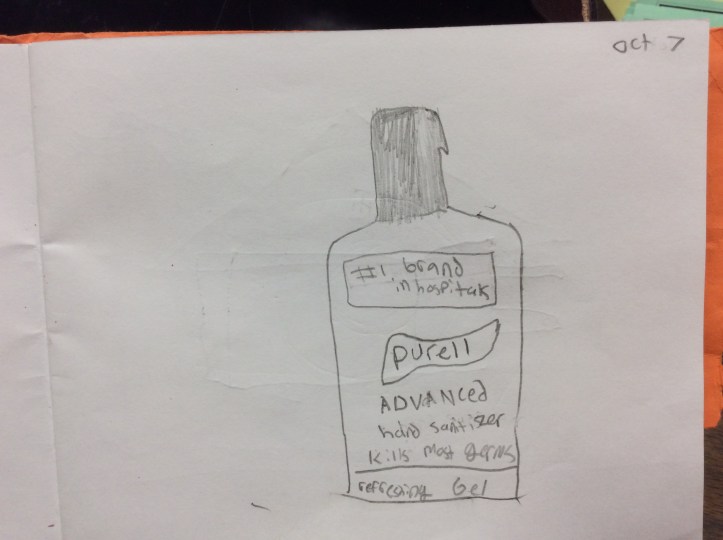 Oct 7
#1 brand
in hospitals
PUrell
ADVANCed
hand sanitizer
kills most germs
refreshing Gel